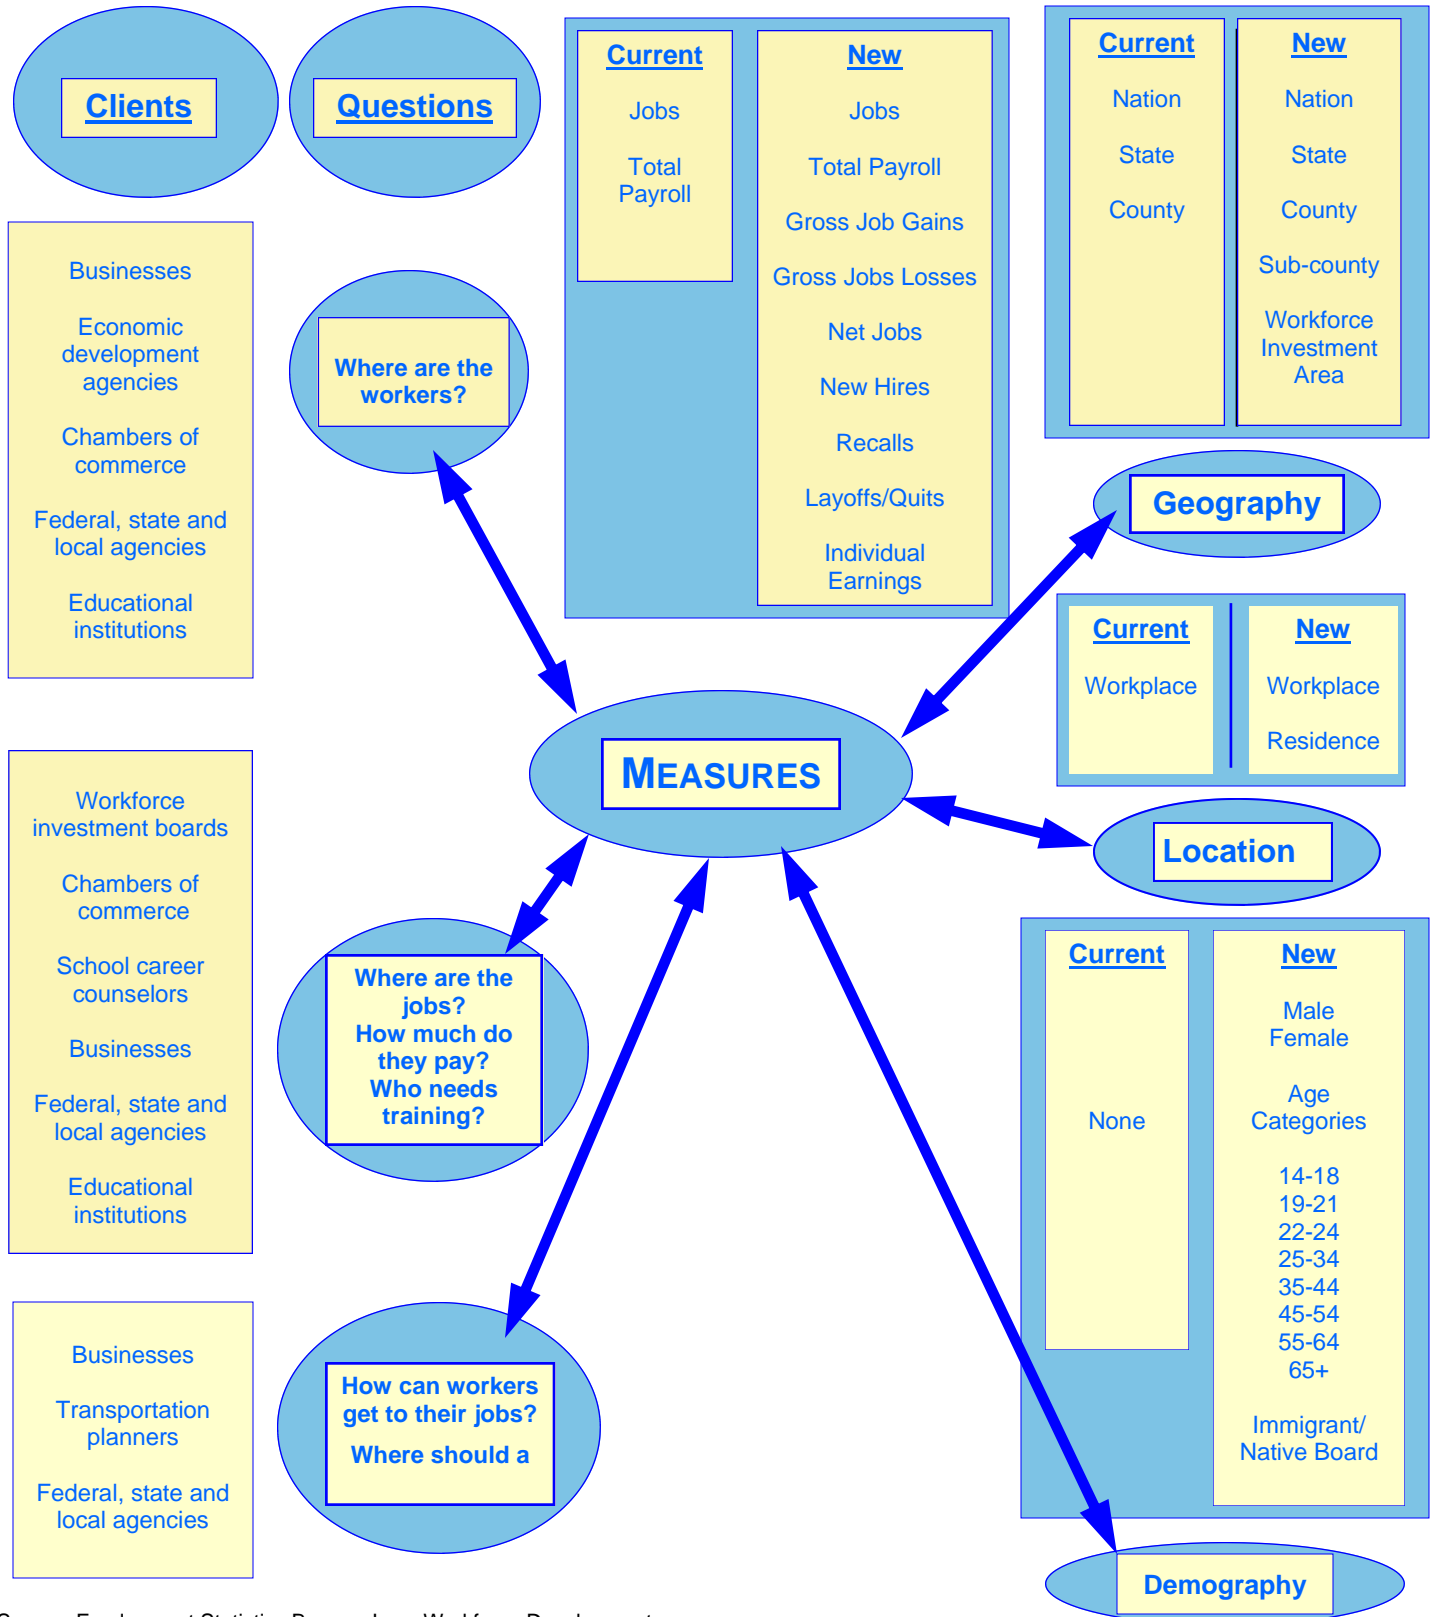 Clients
Questions
Businesses
Economic
development
agencies
Chambers of
commerce
Federal, state and
local agencies
Educational
institutions
Where are the
workers?
Current
Jobs
Total
Payroll
New
Jobs
Total Payroll
Gross Job Gains
Gross Jobs Losses
Net Jobs
New Hires
Recalls
Layoffs/Quits
Individual
Earnings
Current
Nation
State
County
New
Nation
State
County
Sub-county
Workforce
Investment
Area
Geography
Current
Workplace
New
Workplace
Residence
MEASURES
Location
Workforce
investment boards
Chambers of
commerce
School career
counselors
Businesses
Federal, state and
local agencies
Educational
institutions
Where are the
jobs?
How much do
they pay?
Who needs
training?
Current
None
New
Male
Female
Age
Categories
14-18
19-21
22-24
25-34
35-44
45-54
55-64
65+
Immigrant/
Native Board
Businesses
Transportation
planners
Federal, state and
local agencies
How can workers
get to their jobs?
Where should a
Demography